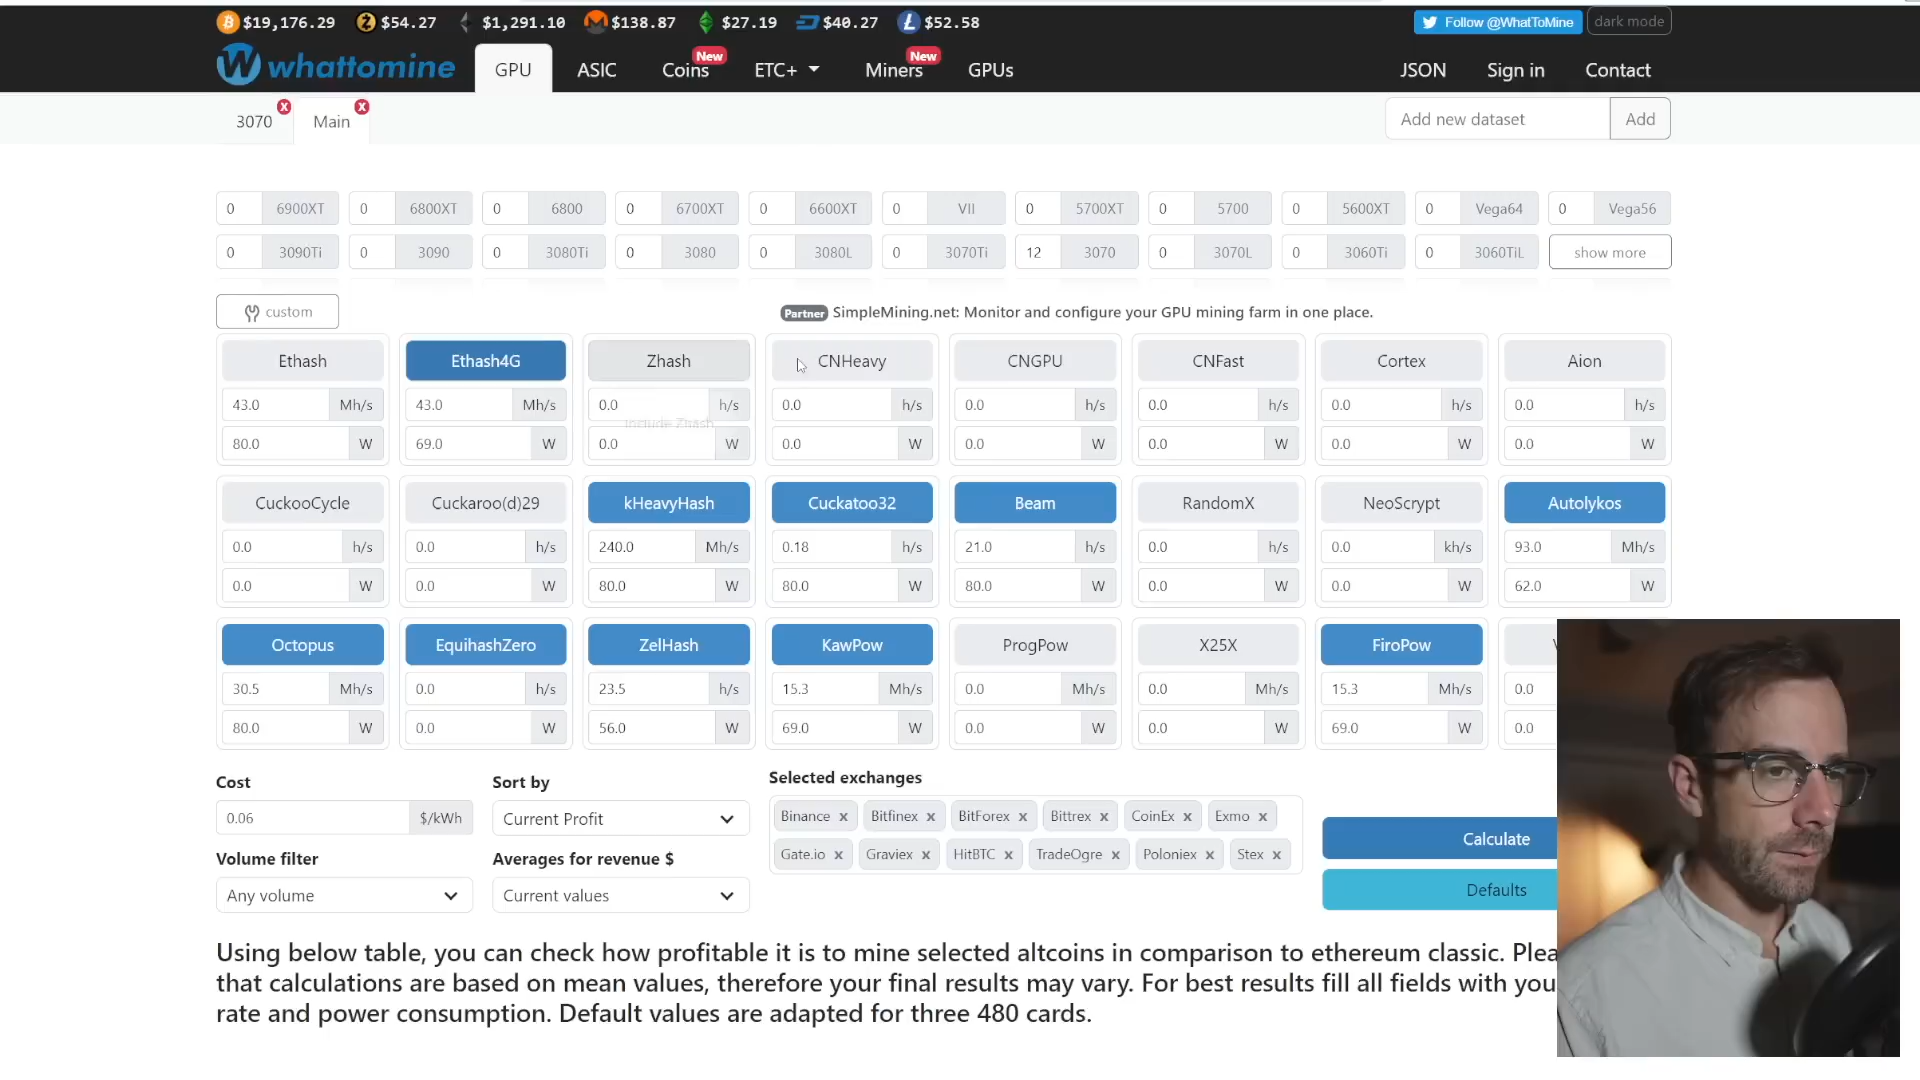 $19,176.29 $54.27 $1,291.10 $138.87 $27.19 $40.27 $52.58 Follow @WhatToMine dark mode
whattomine GPU ASIC Coins New ETC+ Miners New GPUs JSON Sign in Contact
3070 x Main x Add new dataset Add
0 6900XT 0 6800XT 0 6800 0 6700XT 0 6600XT 0 VII 0 5700XT 0 5700 0 5600XT 0 Vega64 0 Vega56
0 3090Ti 0 3090 0 3080Ti 0 3080 0 3080L 0 3070Ti 12 3070 0 3070L 0 3060Ti 0 3060TiL show more
custom Partner SimpleMining.net: Monitor and configure your GPU mining farm in one place.
Ethash Ethash4G Zhash CNHeavy CNGPU CNFast Cortex Aion
43.0 Mh/s 43.0 Mh/s 0.0 h/s 0.0 h/s 0.0 h/s 0.0 h/s 0.0 h/s 0.0 h/s
Include Zhash
80.0 W 69.0 W 0.0 W 0.0 W 0.0 W 0.0 W 0.0 W 0.0 W
CuckooCycle Cuckaroo(d)29 kHeavyHash Cuckatoo32 Beam RandomX NeoScrypt Autolykos
0.0 h/s 0.0 h/s 240.0 Mh/s 0.18 h/s 21.0 h/s 0.0 h/s 0.0 kh/s 93.0 Mh/s
0.0 W 0.0 W 80.0 W 80.0 W 80.0 W 0.0 W 0.0 W 62.0 W
Octopus EquihashZero ZelHash KawPow ProgPow X25X FiroPow
30.5 Mh/s 0.0 h/s 23.5 h/s 15.3 Mh/s 0.0 Mh/s 0.0 Mh/s 15.3 Mh/s 0.0
80.0 W 0.0 W 56.0 W 69.0 W 0.0 W 0.0 W 69.0 W 0.0
Cost Sort by Selected exchanges
0.06 $/kWh Current Profit Binance x Bitfinex x BitForex x Bittrex x CoinEx x Exmo x Calculate
Volume filter Averages for revenue $ Gate.io x Graviex x HitBTC x TradeOgre x Poloniex x Stex x
Any volume Current values Defaults
Using below table, you can check how profitable it is to mine selected altcoins in comparison to ethereum classic. Plea
that calculations are based on mean values, therefore your final results may vary. For best results fill all fields with you
rate and power consumption. Default values are adapted for three 480 cards.